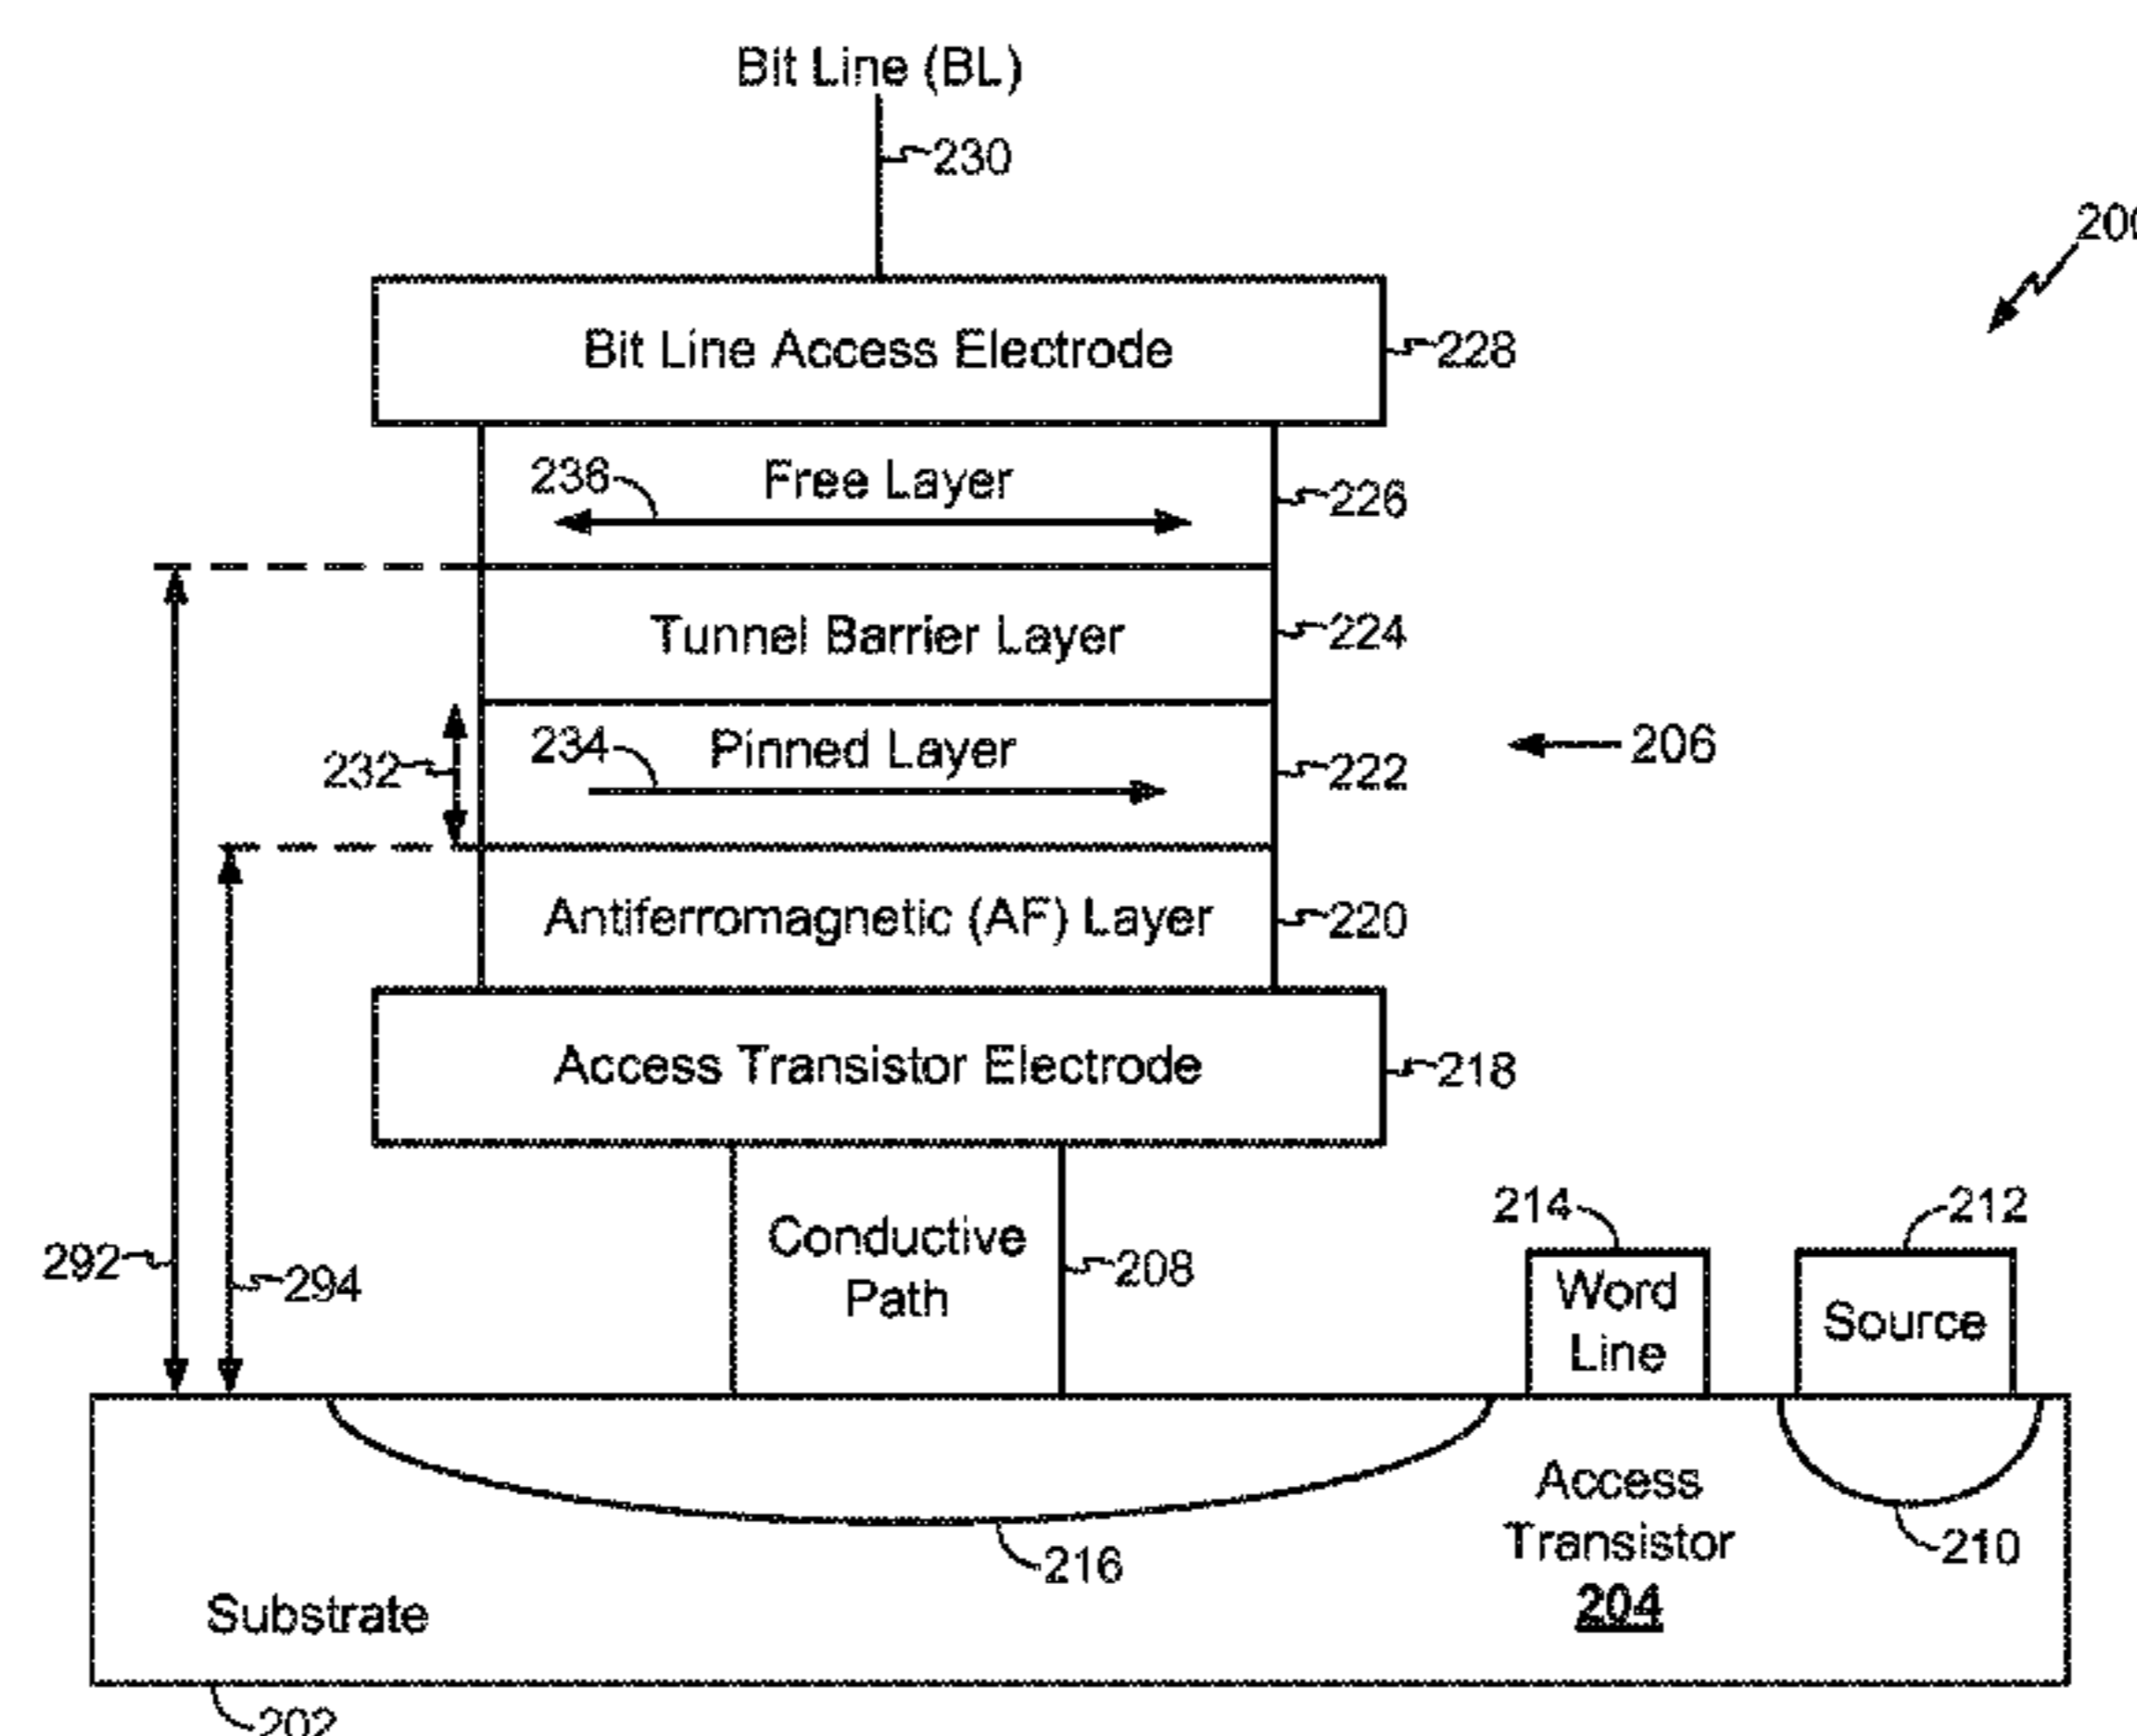 Bit Line (BL)
230
200
Bit Line Access Electrode
228
236
Free Layer
226
Tunnel Barrier Layer
224
232
234
Pinned Layer
222
206
Antiferromagnetic (AF) Layer
220
Access Transistor Electrode
218
292
294
Conductive
Path
208
214
Word
Line
212
Source
216
Access
Transistor
204
210
Substrate
202